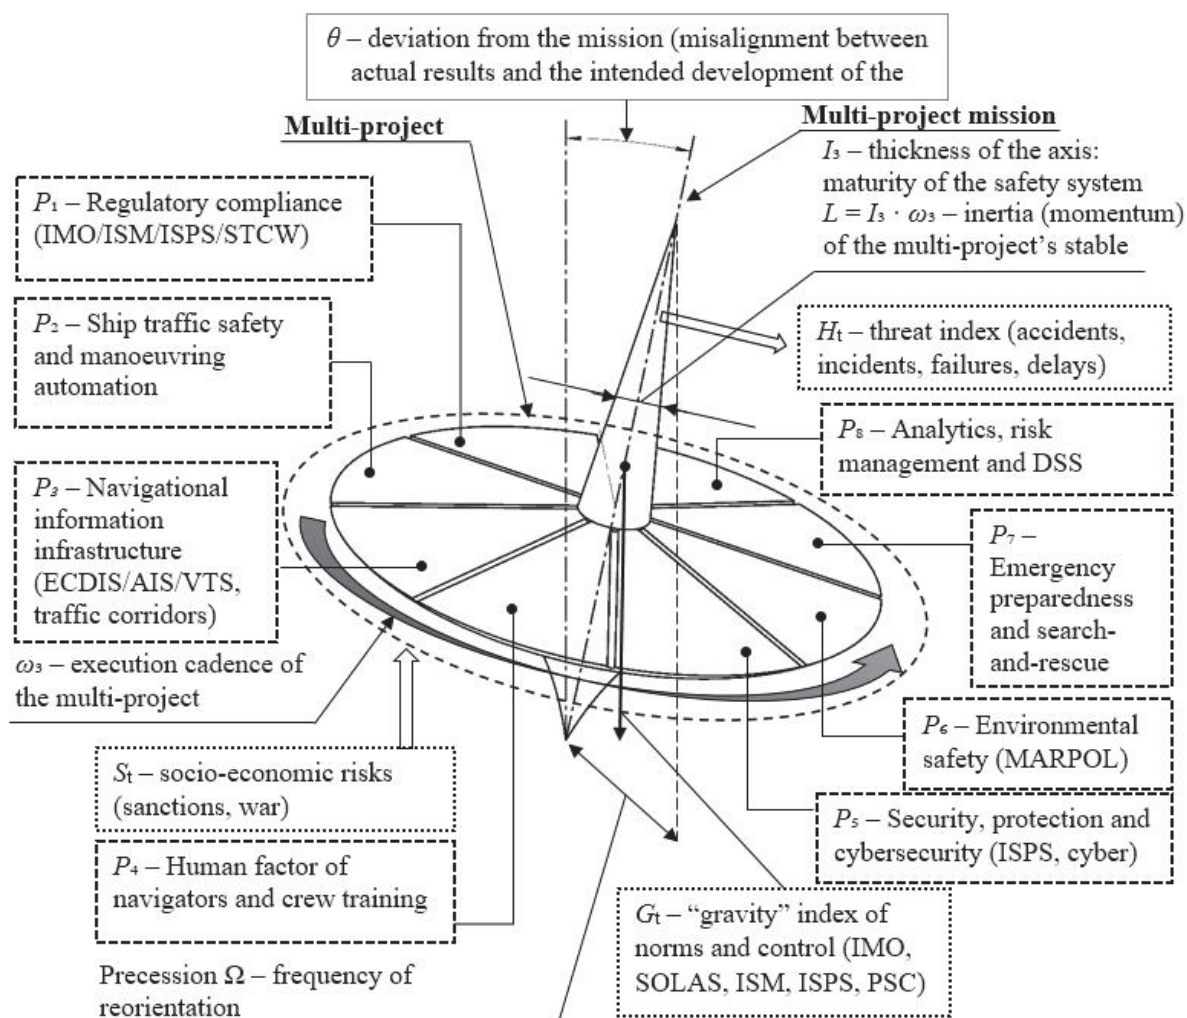 θ – deviation from the mission (misalignment between
actual results and the intended development of the
Multi-project
Multi-project mission
I₃ – thickness of the axis:
maturity of the safety system
L = I₃ · ω₃ – inertia (momentum)
of the multi-project's stable
P₁ – Regulatory compliance
(IMO/ISM/ISPS/STCW)
P₂ – Ship traffic safety
and manoeuvring
automation
Hₜ – threat index (accidents,
incidents, failures, delays)
P₈ – Analytics, risk
management and DSS
P₃ – Navigational
information
infrastructure
(ECDIS/AIS/VTS,
traffic corridors)
P₇ –
Emergency
preparedness
and search-
and-rescue
ω₃ – execution cadence of
the multi-project
P₆ – Environmental
safety (MARPOL)
Sₜ – socio-economic risks
(sanctions, war)
P₅ – Security, protection and
cybersecurity (ISPS, cyber)
P₄ – Human factor of
navigators and crew training
Gₜ – “gravity” index of
norms and control (IMO,
SOLAS, ISM, ISPS, PSC)
Precession Ω – frequency of
reorientation